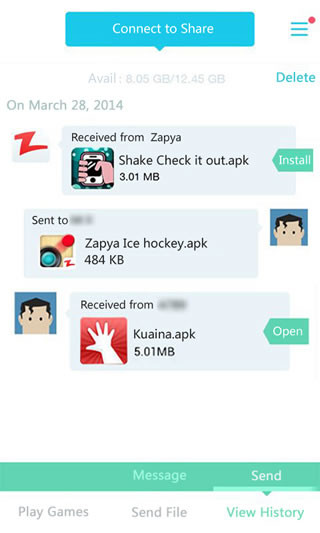 Connect to Share
Avail : 8.05 GB/12.45 GB
Delete
On March 28, 2014
Received from Zapya
Shake Check it out.apk
3.01 MB
Install
Sent to
Zapya Ice hockey.apk
484 KB
Received from
Kuaina.apk
5.01MB
Open
Message
Send
Play Games
Send File
View History